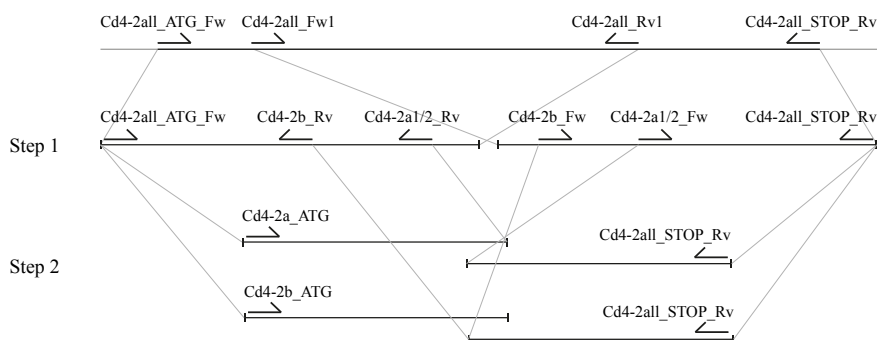 Cd4-2all_ATG_Fw Cd4-2all_Fw1 Cd4-2all_Rv1 Cd4-2all_STOP_Rv
Cd4-2all_ATG_Fw Cd4-2b_Rv Cd4-2a1/2_Rv Cd4-2b_Fw Cd4-2a1/2_Fw Cd4-2all_STOP_Rv
Step 1
Cd4-2a_ATG
Cd4-2all_STOP_Rv
Step 2
Cd4-2b_ATG
Cd4-2all_STOP_Rv